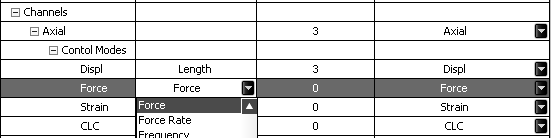 Channels
Axial 3 Axial
Contol Modes
Displ Length 3 Displ
Force Force 0 Force
Force
Strain 0 Strain
Force Rate
CLC 0 CLC
Frequency